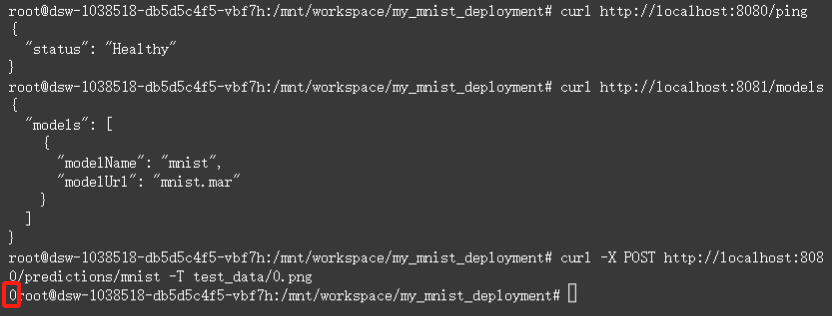 root@dsw-1038518-db5d5c4f5-vbf7h:/mnt/workspace/my_mnist_deployment# curl http://localhost:8080/ping
{
  "status": "Healthy"
}
root@dsw-1038518-db5d5c4f5-vbf7h:/mnt/workspace/my_mnist_deployment# curl http://localhost:8081/models
{
  "models": [
    {
      "modelName": "mnist",
      "modelUrl": "mnist.mar"
    }
  ]
}
root@dsw-1038518-db5d5c4f5-vbf7h:/mnt/workspace/my_mnist_deployment# curl -X POST http://localhost:808
0/predictions/mnist -T test_data/0.png
0root@dsw-1038518-db5d5c4f5-vbf7h:/mnt/workspace/my_mnist_deployment#